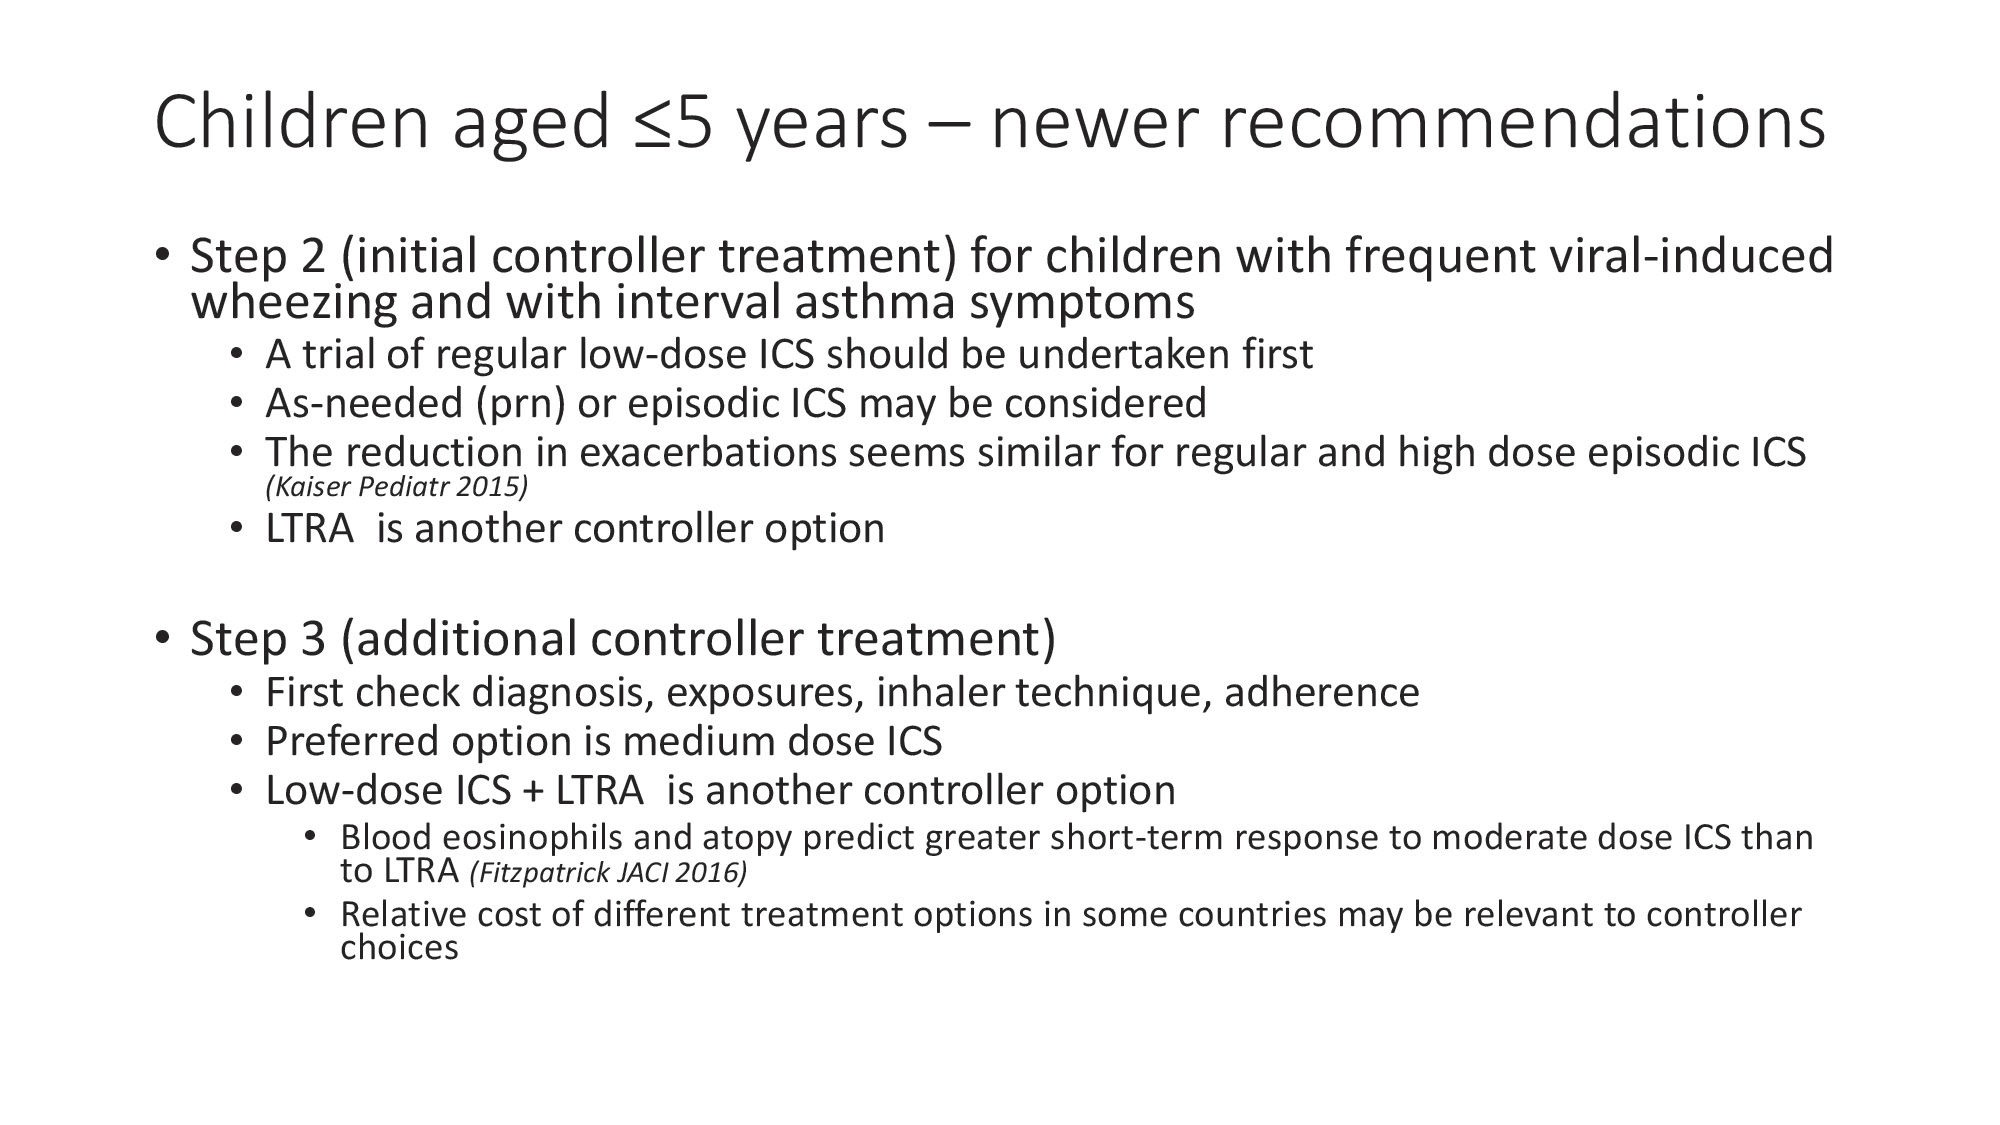 Children aged ≤5 years – newer recommendations
• Step 2 (initial controller treatment) for children with frequent viral-induced
wheezing and with interval asthma symptoms
• A trial of regular low-dose ICS should be undertaken first
• As-needed (prn) or episodic ICS may be considered
• The reduction in exacerbations seems similar for regular and high dose episodic ICS
(Kaiser Pediatr 2015)
• LTRA  is another controller option
• Step 3 (additional controller treatment)
• First check diagnosis, exposures, inhaler technique, adherence
• Preferred option is medium dose ICS
• Low-dose ICS + LTRA  is another controller option
• Blood eosinophils and atopy predict greater short-term response to moderate dose ICS than
to LTRA (Fitzpatrick JACI 2016)
• Relative cost of different treatment options in some countries may be relevant to controller
choices